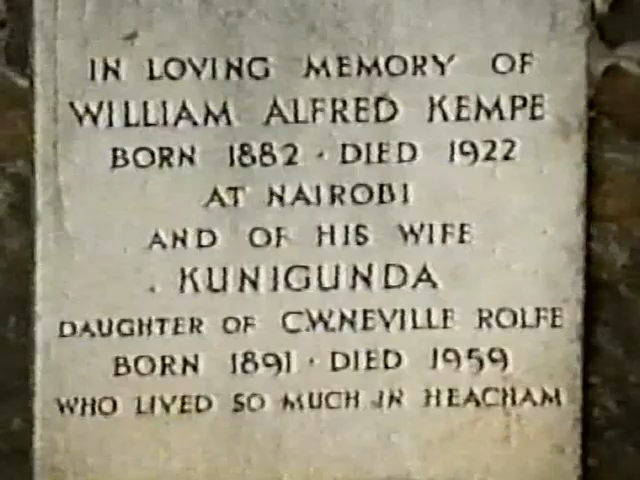 IN LOVING MEMORY OF
WILLIAM ALFRED KEMPE
BORN 1882 · DIED 1922
AT NAIROBI
AND OF HIS WIFE
KUNIGUNDA
DAUGHTER OF C.W.NEVILLE ROLFE
BORN 1891 · DIED 1959
WHO LIVED SO MUCH IN HEACHAM